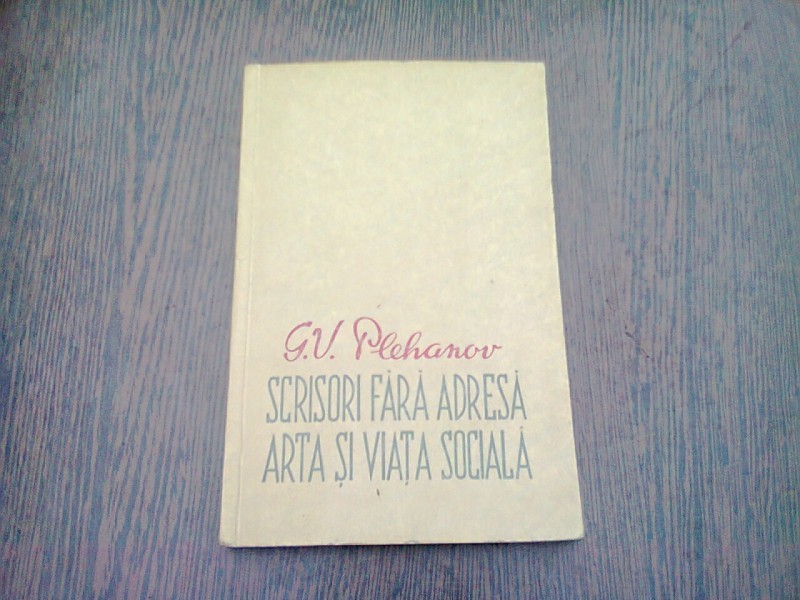 G.V. Plehanov
SCRISORI FĂRĂ ADRESĂ
ARTA ȘI VIAȚA SOCIALĂ